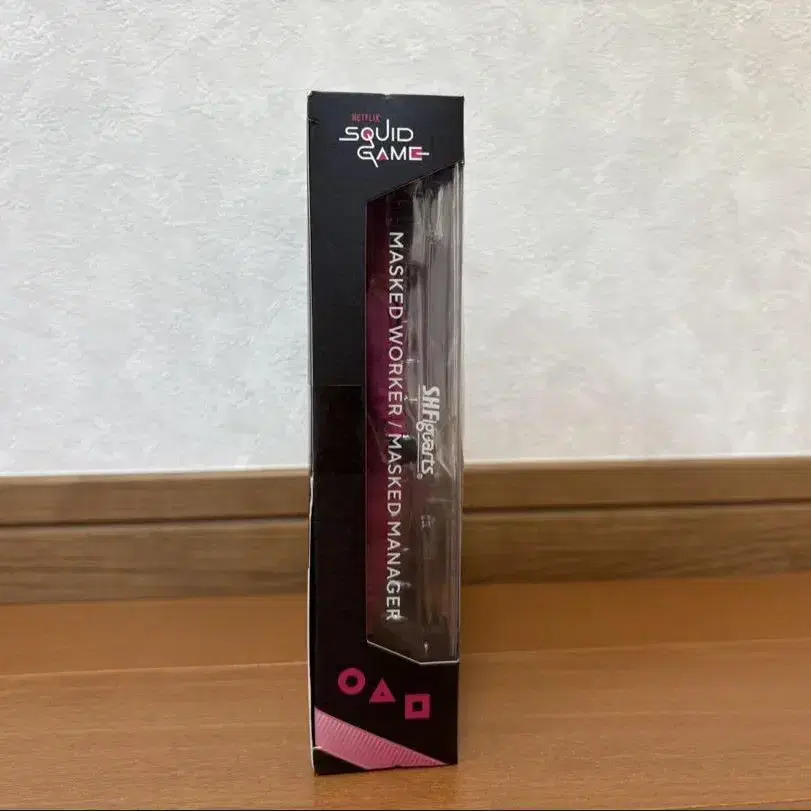 NETFLIX
SQUID
GAME
MASKED WORKER / MASKED MANAGER
S.H.Figuarts®